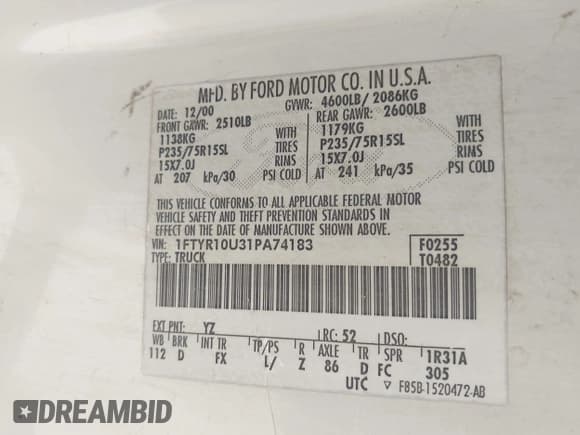 MFD. BY FORD MOTOR CO. IN U.S.A.
DATE: 12/00 GVWR: 4600LB/ 2086KG
FRONT GAWR: 2510LB REAR GAWR: 2600LB
1138KG WITH 1179KG WITH
P235/75R15SL TIRES P235/75R15SL TIRES
15X7.0J RIMS 15X7.0J RIMS
AT 207 kPa/30 PSI COLD AT 241 kPa/35 PSI COLD
THIS VEHICLE CONFORMS TO ALL APPLICABLE FEDERAL MOTOR
VEHICLE SAFETY AND THEFT PREVENTION STANDARDS IN
EFFECT ON THE DATE OF MANUFACTURE SHOWN ABOVE.
VIN: 1FTYR10U31PA74183 F0255
TYPE: TRUCK T0482
EXT PNT: YZ RC: 52 DSO:
WB BRK INT TR TP/PS R AXLE TR SPR 1R31A
112 D FX L/ Z 86 D FC 305
UTC ▽ F85B-1520472-AB
DREAMBID